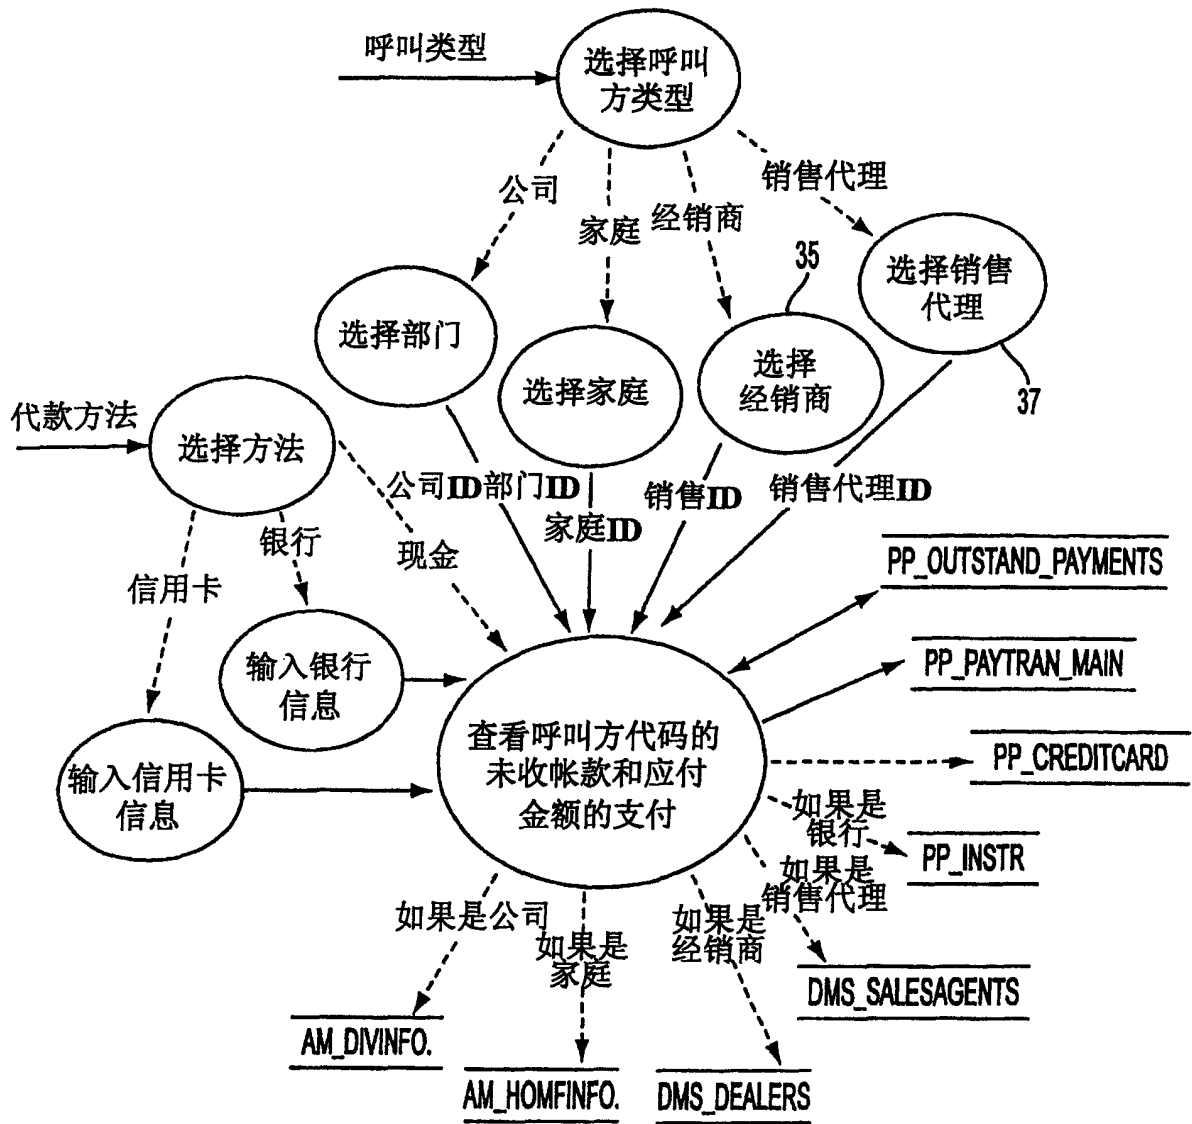 呼叫类型
选择呼叫
方类型
公司
家庭
经销商
销售代理
35
选择销售
代理
37
选择部门
选择家庭
选择
经销商
代款方法
选择方法
公司ID部门ID
家庭ID
销售ID
销售代理ID
现金
银行
信用卡
输入银行
信息
输入信用卡
信息
查看呼叫方代码的
未收帐款和应付
金额的支付
PP_OUTSTAND_PAYMENTS
PP_PAYTRAN_MAIN
PP_CREDITCARD
如果是
银行
PP_INSTR
如果是
销售代理
DMS_SALESAGENTS
如果是公司
如果是
家庭
如果是
经销商
AM_DIVINFO.
AM_HOMFINFO.
DMS_DEALERS